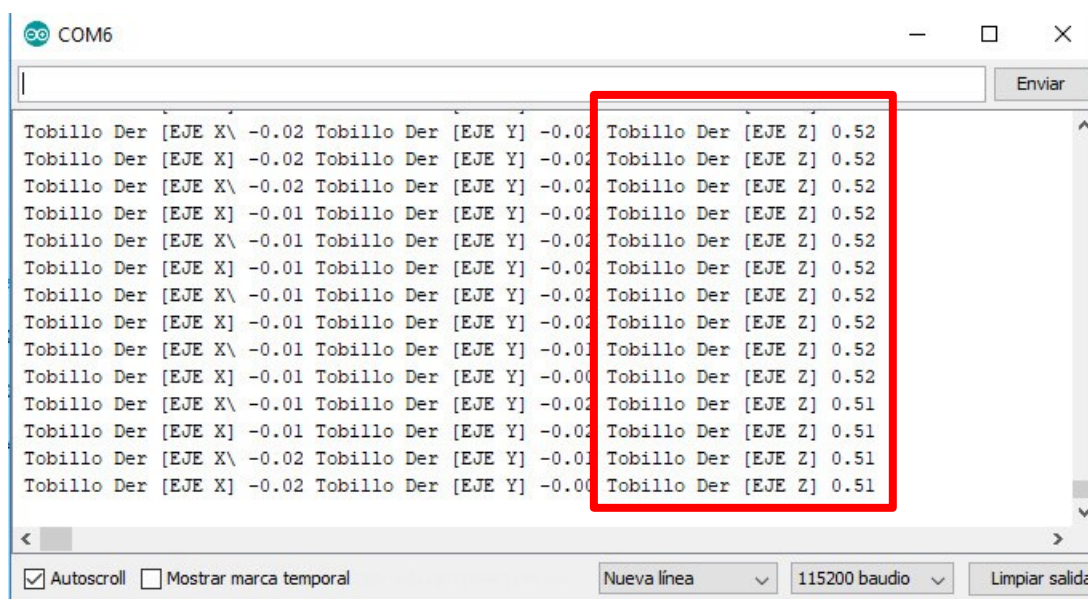 COM6
Enviar
Tobillo Der [EJE X\ -0.02 Tobillo Der [EJE Y] -0.02 Tobillo Der [EJE Z] 0.52
Tobillo Der [EJE X] -0.02 Tobillo Der [EJE Y] -0.02 Tobillo Der [EJE Z] 0.52
Tobillo Der [EJE X\ -0.02 Tobillo Der [EJE Y] -0.02 Tobillo Der [EJE Z] 0.52
Tobillo Der [EJE X] -0.01 Tobillo Der [EJE Y] -0.02 Tobillo Der [EJE Z] 0.52
Tobillo Der [EJE X\ -0.01 Tobillo Der [EJE Y] -0.02 Tobillo Der [EJE Z] 0.52
Tobillo Der [EJE X] -0.01 Tobillo Der [EJE Y] -0.02 Tobillo Der [EJE Z] 0.52
Tobillo Der [EJE X\ -0.01 Tobillo Der [EJE Y] -0.02 Tobillo Der [EJE Z] 0.52
Tobillo Der [EJE X] -0.01 Tobillo Der [EJE Y] -0.02 Tobillo Der [EJE Z] 0.52
Tobillo Der [EJE X\ -0.01 Tobillo Der [EJE Y] -0.01 Tobillo Der [EJE Z] 0.52
Tobillo Der [EJE X] -0.01 Tobillo Der [EJE Y] -0.00 Tobillo Der [EJE Z] 0.52
Tobillo Der [EJE X\ -0.01 Tobillo Der [EJE Y] -0.02 Tobillo Der [EJE Z] 0.51
Tobillo Der [EJE X] -0.01 Tobillo Der [EJE Y] -0.02 Tobillo Der [EJE Z] 0.51
Tobillo Der [EJE X\ -0.02 Tobillo Der [EJE Y] -0.01 Tobillo Der [EJE Z] 0.51
Tobillo Der [EJE X] -0.02 Tobillo Der [EJE Y] -0.00 Tobillo Der [EJE Z] 0.51
Autoscroll Mostrar marca temporal Nueva línea 115200 baudio Limpiar salida